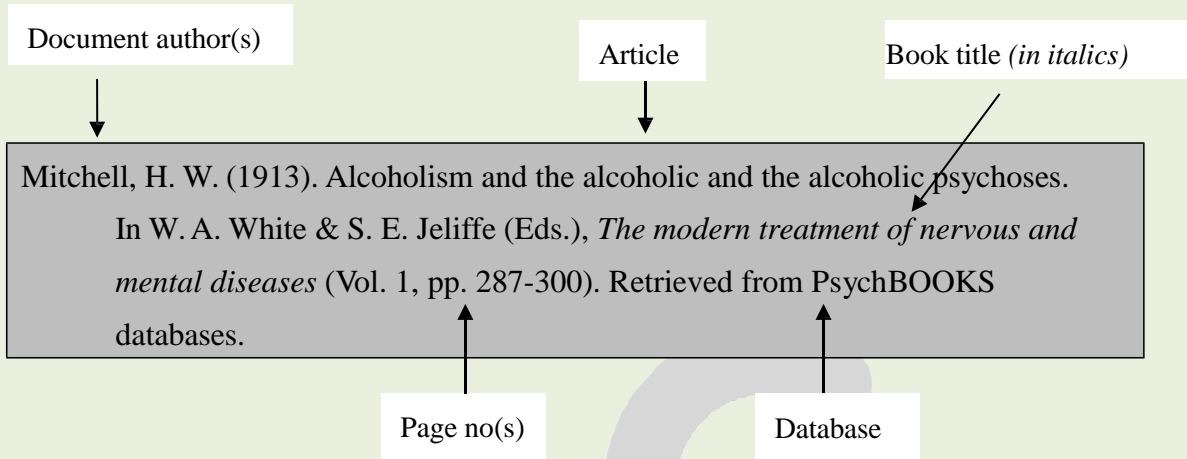 Document author(s)
Article
Book title (in italics)
Mitchell, H. W. (1913). Alcoholism and the alcoholic and the alcoholic psychoses.
In W. A. White & S. E. Jeliffe (Eds.), The modern treatment of nervous and
mental diseases (Vol. 1, pp. 287-300). Retrieved from PsychBOOKS
databases.
Page no(s)
Database